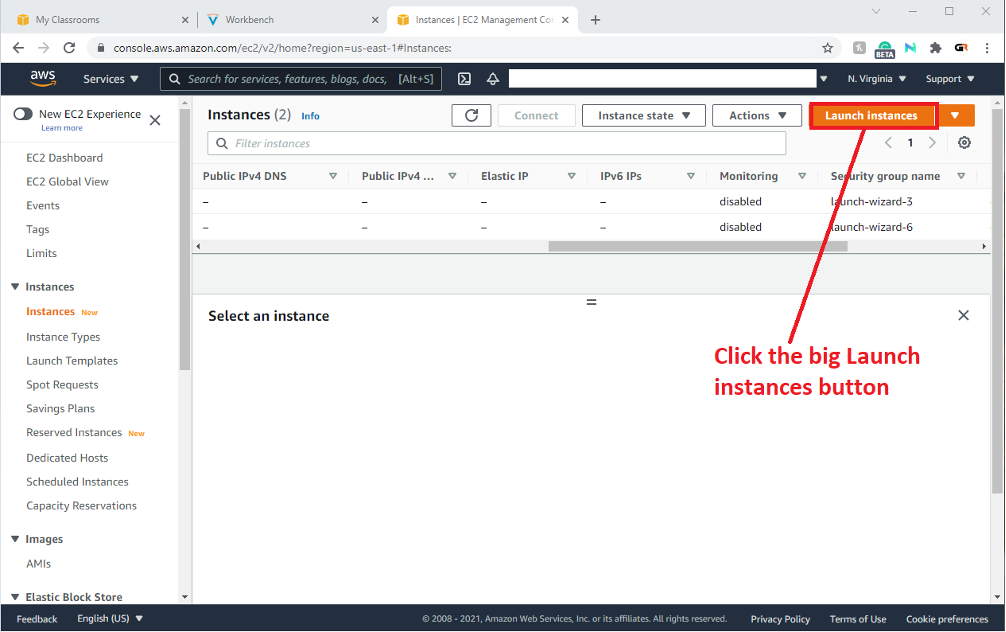 My Classrooms
Workbench
Instances | EC2 Management Con
console.aws.amazon.com/ec2/v2/home?region=us-east-1#Instances:
BETA
GR
aws
Services
Search for services, features, blogs, docs, [Alt+S]
N. Virginia
Support
New EC2 Experience
Learn more
EC2 Dashboard
EC2 Global View
Events
Tags
Limits
Instances
Instances New
Instance Types
Launch Templates
Spot Requests
Savings Plans
Reserved Instances New
Dedicated Hosts
Scheduled Instances
Capacity Reservations
Images
AMIs
Elastic Block Store
Instances (2) Info
Connect
Instance state
Actions
Launch instances
Filter instances
1
Public IPv4 DNS Public IPv4 ... Elastic IP IPv6 IPs Monitoring Security group name
– – – – disabled launch-wizard-3
– – – – disabled launch-wizard-6
Select an instance
Click the big Launch
instances button
Feedback English (US) © 2008 - 2021, Amazon Web Services, Inc. or its affiliates. All rights reserved. Privacy Policy Terms of Use Cookie preferences